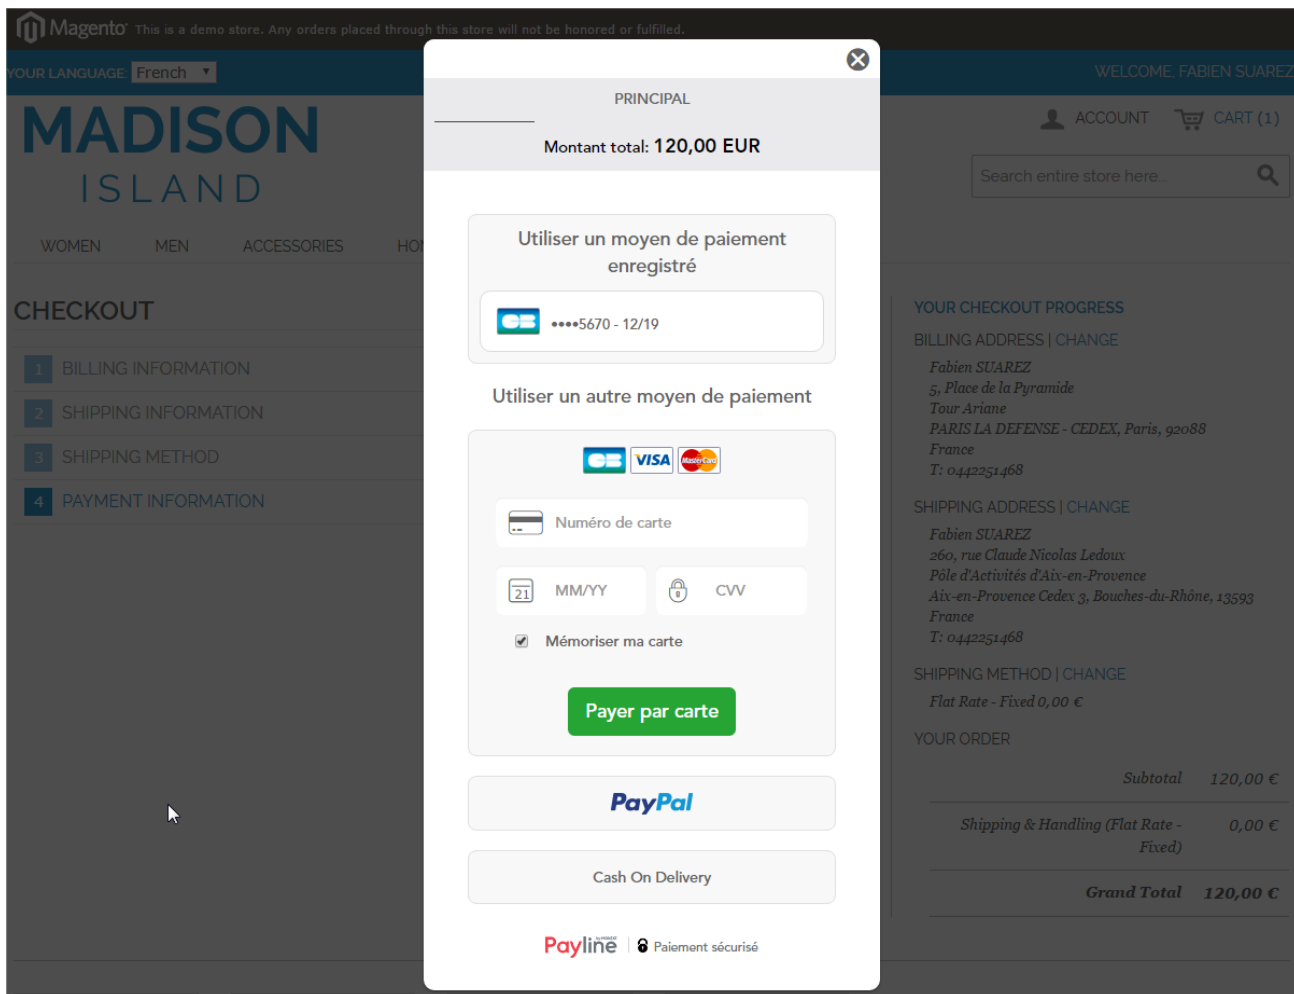 Magento This is a demo store. Any orders placed through this store will not be honored or fulfilled.
YOUR LANGUAGE: French
WELCOME, FABIEN SUAREZ
MADISON
ISLAND
ACCOUNT
CART (1)
Search entire store here...
WOMEN MEN ACCESSORIES
CHECKOUT
1 BILLING INFORMATION
2 SHIPPING INFORMATION
3 SHIPPING METHOD
4 PAYMENT INFORMATION
PRINCIPAL
Montant total: 120,00 EUR
Utiliser un moyen de paiement
enregistré
CB ••••5670 - 12/19
Utiliser un autre moyen de paiement
CB VISA MasterCard
Numéro de carte
21 MM/YY
CVV
Mémoriser ma carte
Payer par carte
PayPal
Cash On Delivery
Payline Paiement sécurisé
YOUR CHECKOUT PROGRESS
BILLING ADDRESS | CHANGE
Fabien SUAREZ
5, Place de la Pyramide
Tour Ariane
PARIS LA DEFENSE - CEDEX, Paris, 92088
France
T: 0442251468
SHIPPING ADDRESS | CHANGE
Fabien SUAREZ
260, rue Claude Nicolas Ledoux
Pôle d'Activités d'Aix-en-Provence
Aix-en-Provence Cedex 3, Bouches-du-Rhône, 13593
France
T: 0442251468
SHIPPING METHOD | CHANGE
Flat Rate - Fixed 0,00 €
YOUR ORDER
Subtotal 120,00 €
Shipping & Handling (Flat Rate - 0,00 €
Fixed)
Grand Total 120,00 €